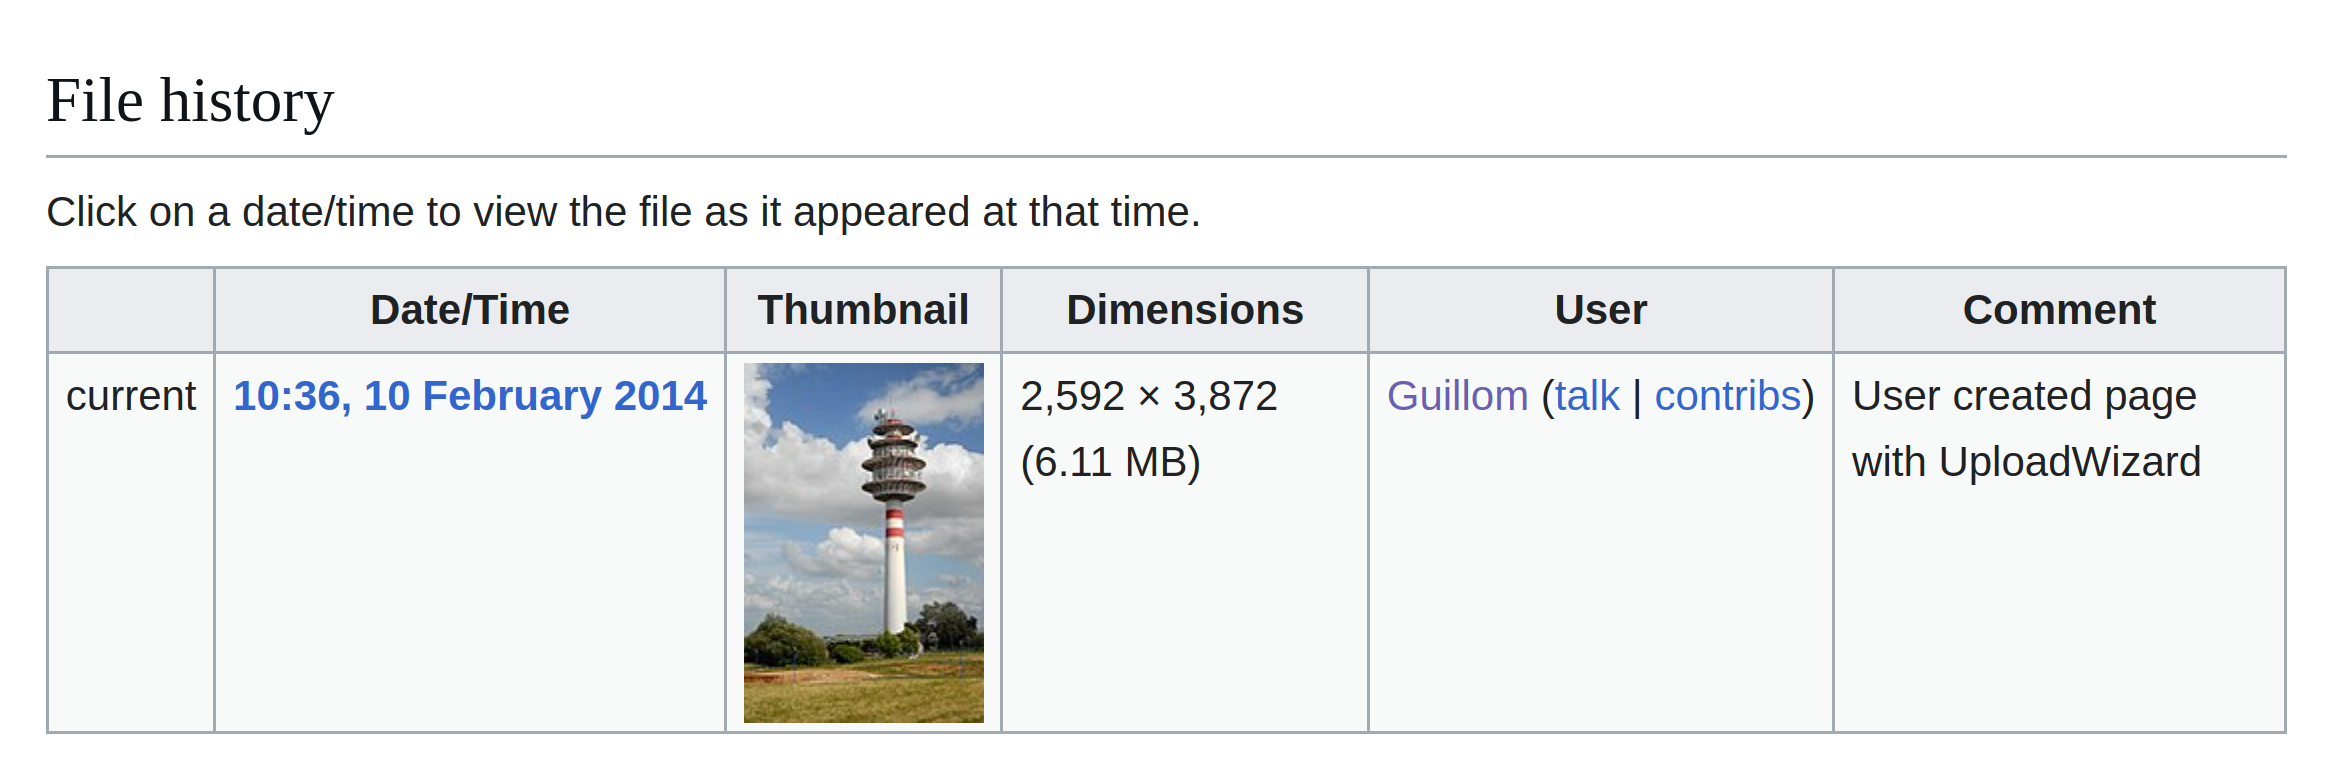 File history
Click on a date/time to view the file as it appeared at that time.
Date/Time Thumbnail Dimensions User Comment
current 10:36, 10 February 2014 2,592 × 3,872 Guillom (talk | contribs) User created page
(6.11 MB) with UploadWizard